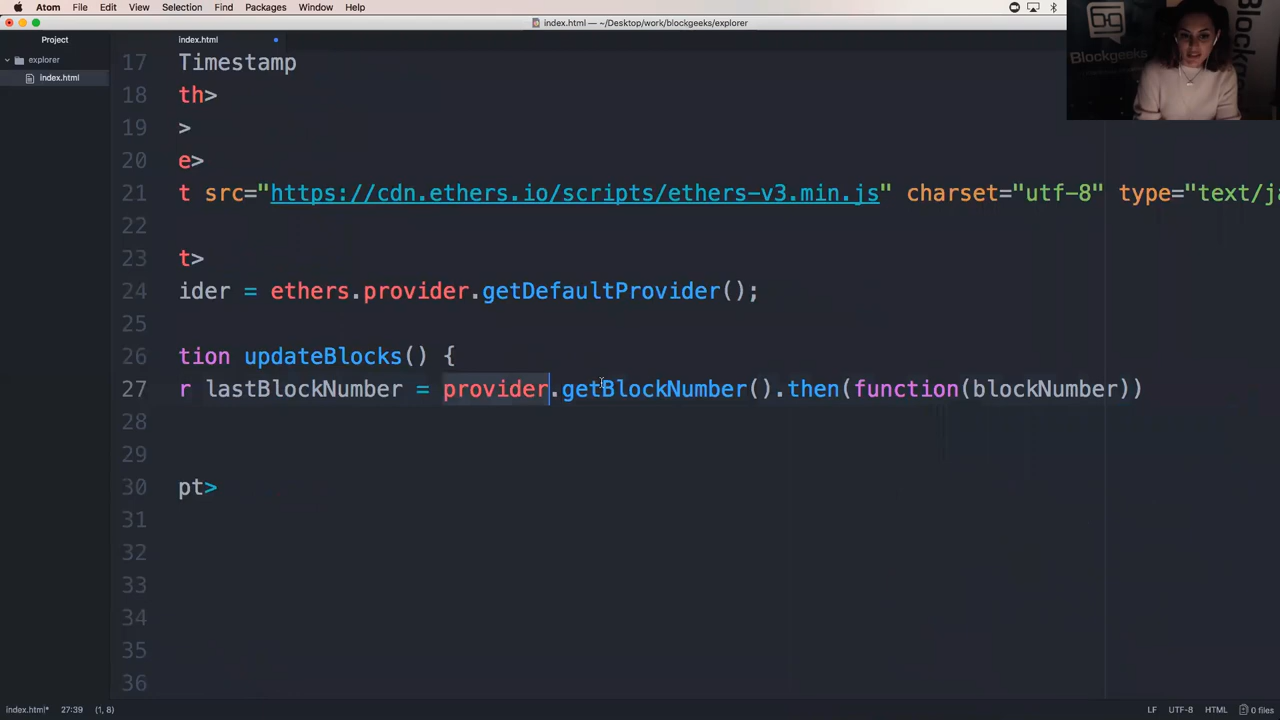 Atom File Edit View Selection Find Packages Window Help
index.html — ~/Desktop/work/blockgeeks/explorer
Project
index.html
explorer
index.html
17 Timestamp
18 th>
19 >
20 e>
21 t src="https://cdn.ethers.io/scripts/ethers-v3.min.js" charset="utf-8" type="text/ja
22
23 t>
24 ider = ethers.provider.getDefaultProvider();
25
26 tion updateBlocks() {
27 r lastBlockNumber = provider.getBlockNumber().then(function(blockNumber))
28
29
30 pt>
31
32
33
34
35
36
Blockgeeks
Blockge
index.html* 27:39 (1, 8) LF UTF-8 HTML 0 files